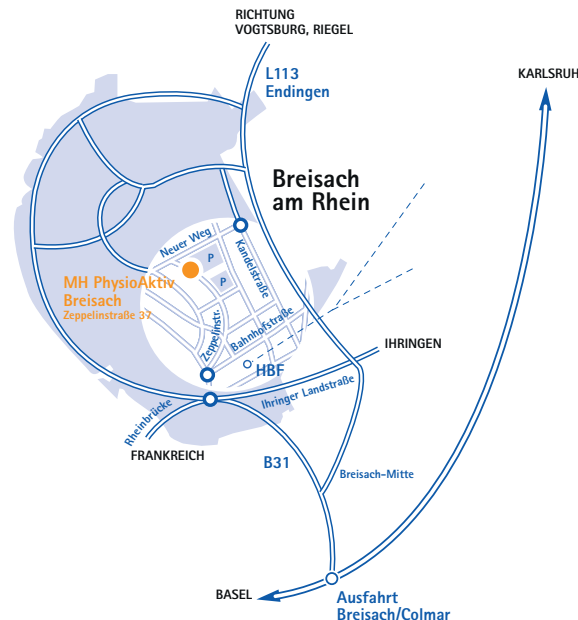 RICHTUNG
VOGTSBURG, RIEGEL
KARLSRUH
L113
Endingen
Breisach
am Rhein
Neuer Weg
P
Kandelstraße
MH PhysioAktiv
Breisach
Zeppelinstraße 37
P
Zeppelinstr.
Bahnhofstraße
HBF
IHRINGEN
Ihringer Landstraße
Rheinbrücke
FRANKREICH
B31
Breisach-Mitte
BASEL
Ausfahrt
Breisach/Colmar